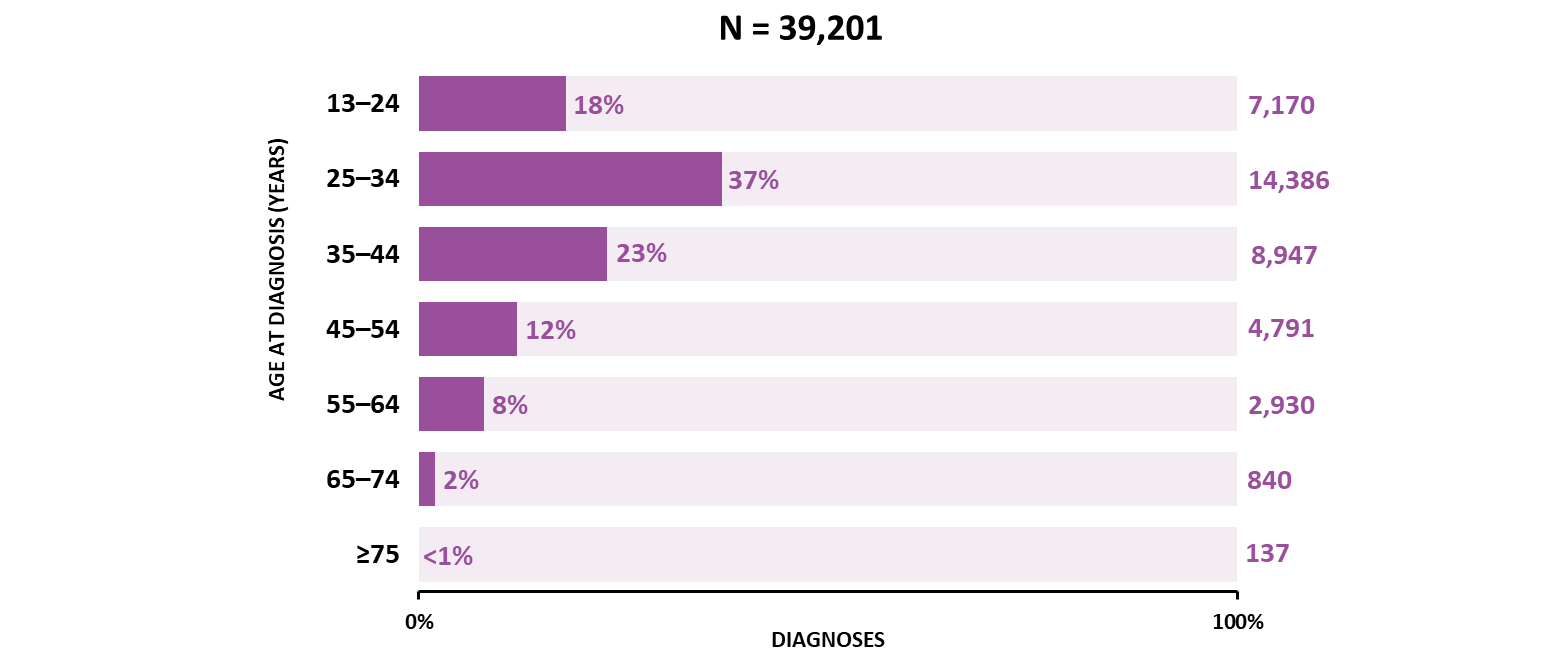 N = 39,201
AGE AT DIAGNOSIS (YEARS)
13–24 18% 7,170
25–34 37% 14,386
35–44 23% 8,947
45–54 12% 4,791
55–64 8% 2,930
65–74 2% 840
≥75 <1% 137
0% 100%
DIAGNOSES